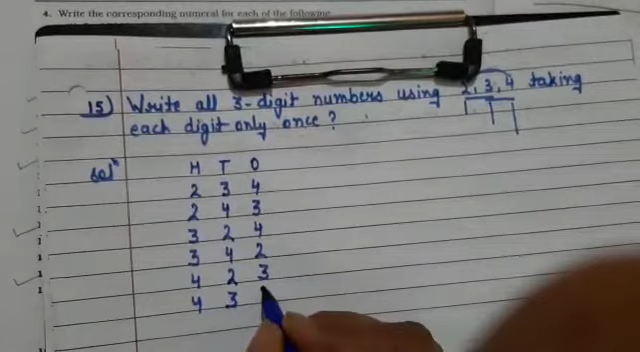 4. Write the corresponding numeral for each of the following
15) Write all 3-digit numbers using 2, 3, 4 taking
each digit only once?
solⁿ H T O
2 3 4
2 4 3
3 2 4
3 4 2
4 2 3
4 3